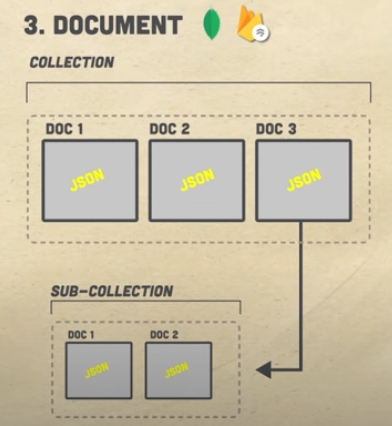 3. DOCUMENT
COLLECTION
DOC 1 DOC 2 DOC 3
JSON JSON JSON
SUB-COLLECTION
DOC 1 DOC 2
JSON JSON